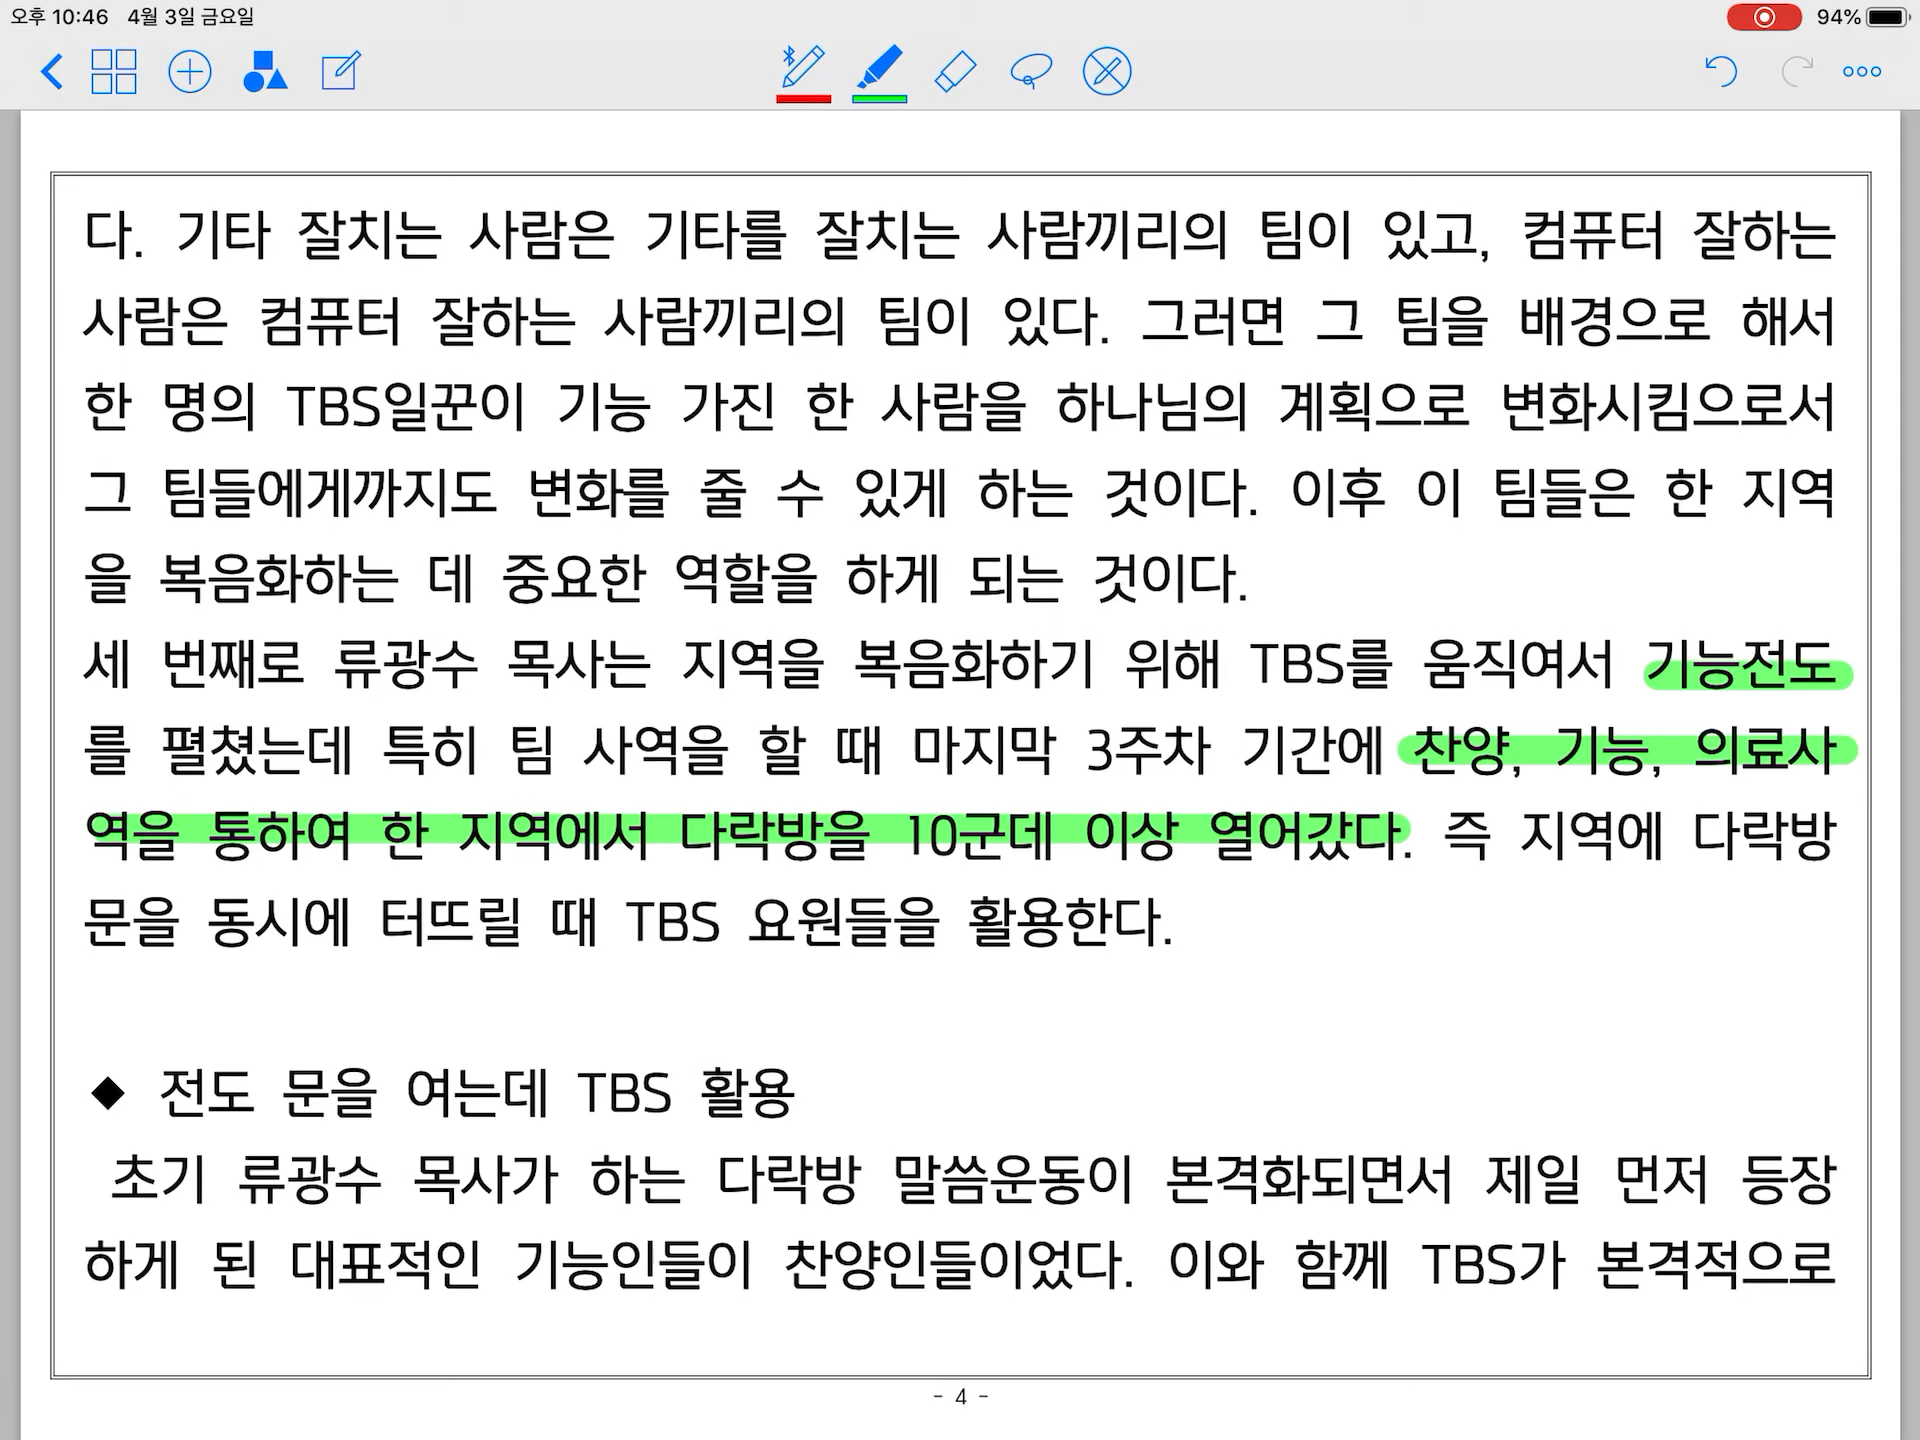 오후 10:46 4월 3일 금요일 94%
다. 기타 잘치는 사람은 기타를 잘치는 사람끼리의 팀이 있고, 컴퓨터 잘하는
사람은 컴퓨터 잘하는 사람끼리의 팀이 있다. 그러면 그 팀을 배경으로 해서
한 명의 TBS일꾼이 기능 가진 한 사람을 하나님의 계획으로 변화시킴으로서
그 팀들에게까지도 변화를 줄 수 있게 하는 것이다. 이후 이 팀들은 한 지역
을 복음화하는 데 중요한 역할을 하게 되는 것이다.
세 번째로 류광수 목사는 지역을 복음화하기 위해 TBS를 움직여서 기능전도
를 펼쳤는데 특히 팀 사역을 할 때 마지막 3주차 기간에 찬양, 기능, 의료사
역을 통하여 한 지역에서 다락방을 10군데 이상 열어갔다. 즉 지역에 다락방
문을 동시에 터뜨릴 때 TBS 요원들을 활용한다.
◆ 전도 문을 여는데 TBS 활용
초기 류광수 목사가 하는 다락방 말씀운동이 본격화되면서 제일 먼저 등장
하게 된 대표적인 기능인들이 찬양인들이었다. 이와 함께 TBS가 본격적으로
- 4 -